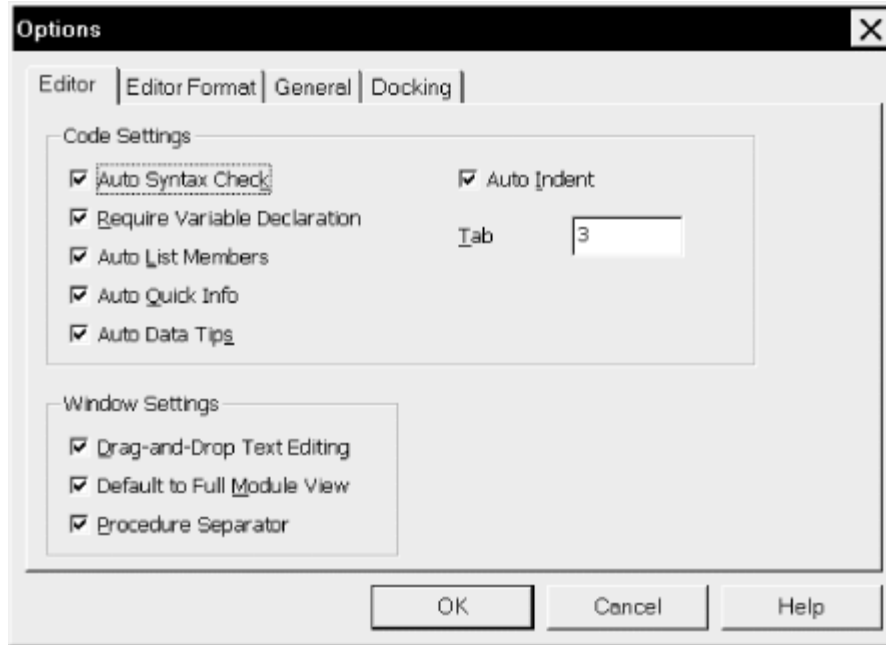 Options
Editor Editor Format General Docking
Code Settings
Auto Syntax Check
Auto Indent
Require Variable Declaration
Tab 3
Auto List Members
Auto Quick Info
Auto Data Tips
Window Settings
Drag-and-Drop Text Editing
Default to Full Module View
Procedure Separator
OK Cancel Help